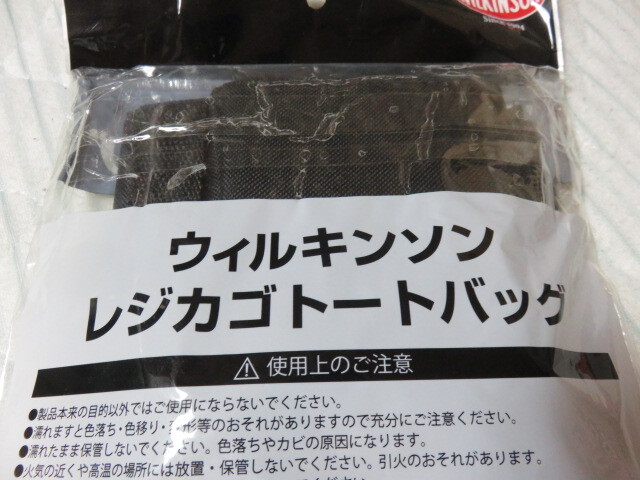 WILKINSON
ウィルキンソン
レジカゴトートバッグ
使用上のご注意
●製品本来の目的以外ではご使用にならないでください。
●濡れますと色落ち・色移り・変形等のおそれがありますので充分にご注意ください。
●濡れたまま保管しないでください。色落ちやカビの原因になります。
●火気の近くや高温の場所には放置・保管しないでください。引火のおそれがあります。